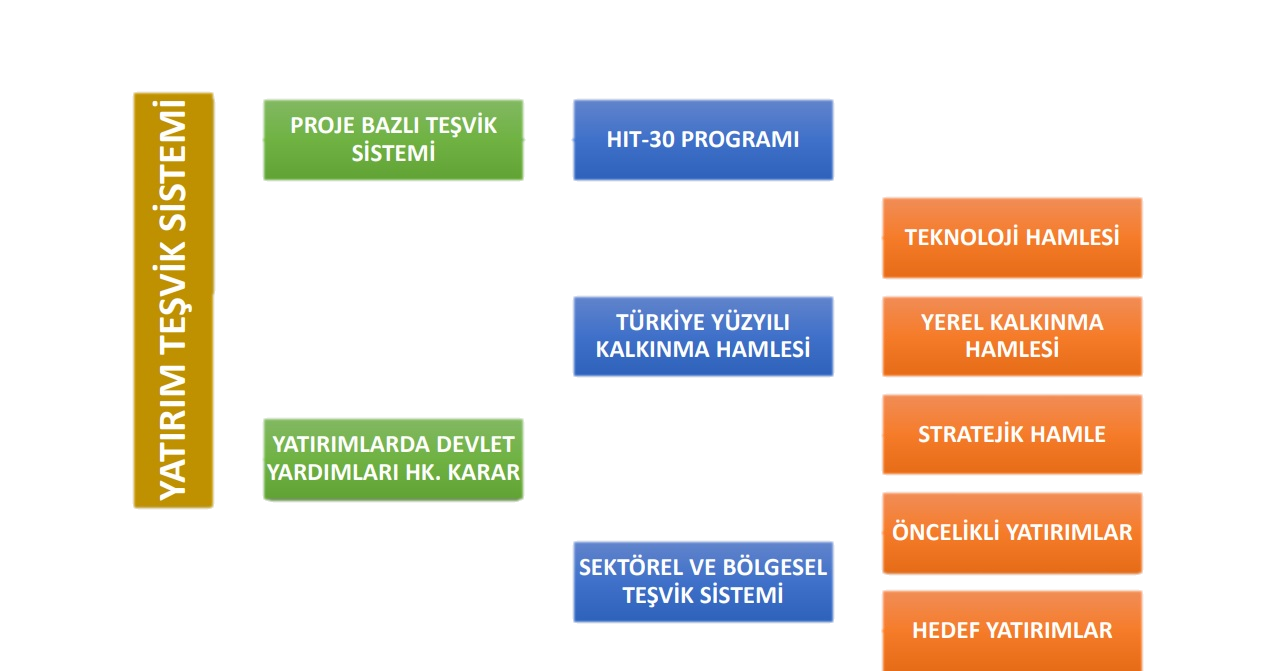 YATIRIM TEŞVİK SİSTEMİ
PROJE BAZLI TEŞVİK
SİSTEMİ
HIT-30 PROGRAMI
TEKNOLOJİ HAMLESİ
TÜRKİYE YÜZYILI
KALKINMA HAMLESİ
YEREL KALKINMA
HAMLESİ
STRATEJİK HAMLE
YATIRIMLARDA DEVLET
YARDIMLARI HK. KARAR
ÖNCELİKLİ YATIRIMLAR
SEKTÖREL VE BÖLGESEL
TEŞVİK SİSTEMİ
HEDEF YATIRIMLAR